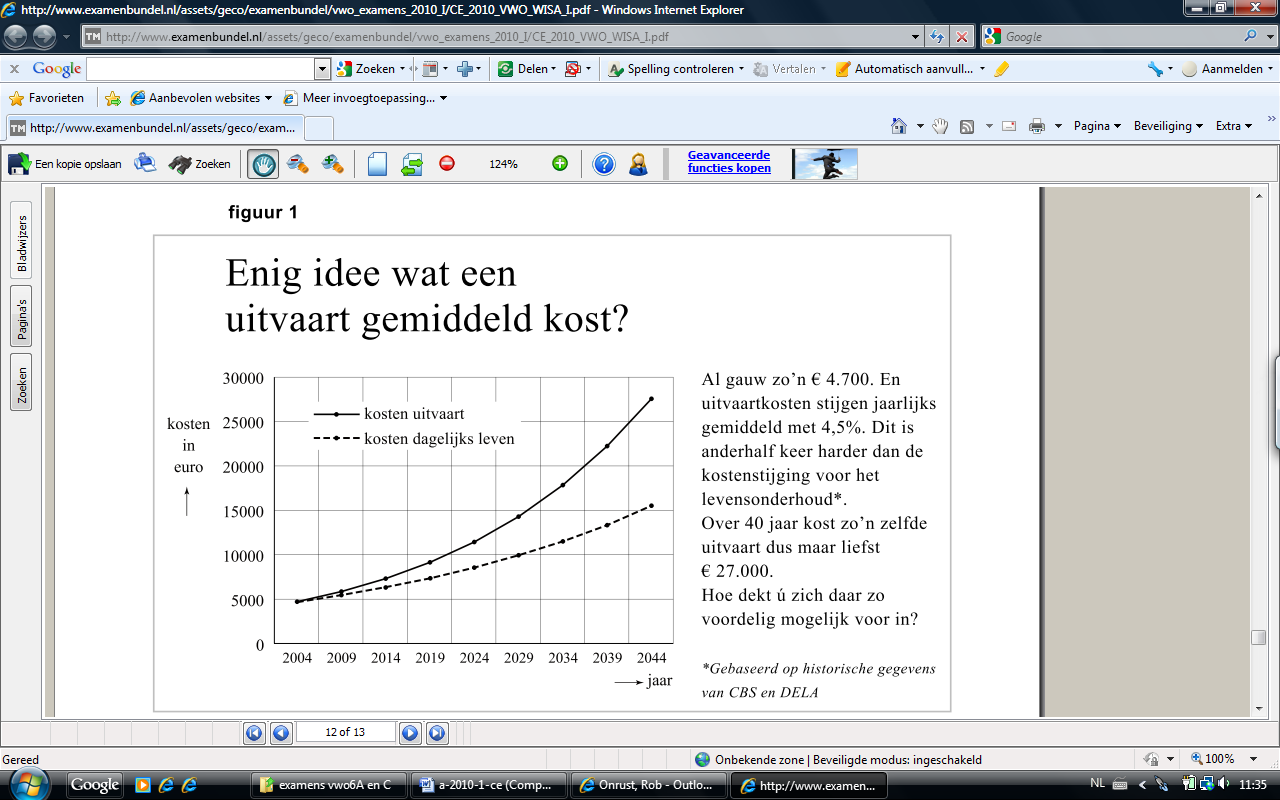 http://www.examenbundel.nl/assets/geco/examenbundel/vwo_examens_2010_I/CE_2010_VWO_WISA_I.pdf - Windows Internet Explorer
http://www.examenbundel.nl/assets/geco/examenbundel/vwo_examens_2010_I/CE_2010_VWO_WISA_I.pdf
Google
x Google Zoeken Delen Spelling controleren Vertalen Automatisch aanvull... Aanmelden
Favorieten Aanbevolen websites Meer invoegtoepassing...
http://www.examenbundel.nl/assets/geco/exam...
Pagina Beveiliging Extra
Een kopie opslaan Zoeken 124% Geavanceerde
functies kopen
Bladwijzers
Pagina's
Zoeken
figuur 1
Enig idee wat een
uitvaart gemiddeld kost?
kosten
in
euro
30000
25000
20000
15000
10000
5000
0
kosten uitvaart
kosten dagelijks leven
2004 2009 2014 2019 2024 2029 2034 2039 2044
jaar
Al gauw zo'n € 4.700. En
uitvaartkosten stijgen jaarlijks
gemiddeld met 4,5%. Dit is
anderhalf keer harder dan de
kostenstijging voor het
levensonderhoud*.
Over 40 jaar kost zo'n zelfde
uitvaart dus maar liefst
€ 27.000.
Hoe dekt ú zich daar zo
voordelig mogelijk voor in?
*Gebaseerd op historische gegevens
van CBS en DELA
12 of 13
Gereed
Onbekende zone | Beveiligde modus: ingeschakeld
100%
Google
examens vwo6A en C
a-2010-1-ce (Comp...
Onrust, Rob - Outlo...
http://www.examen...
NL
11:35